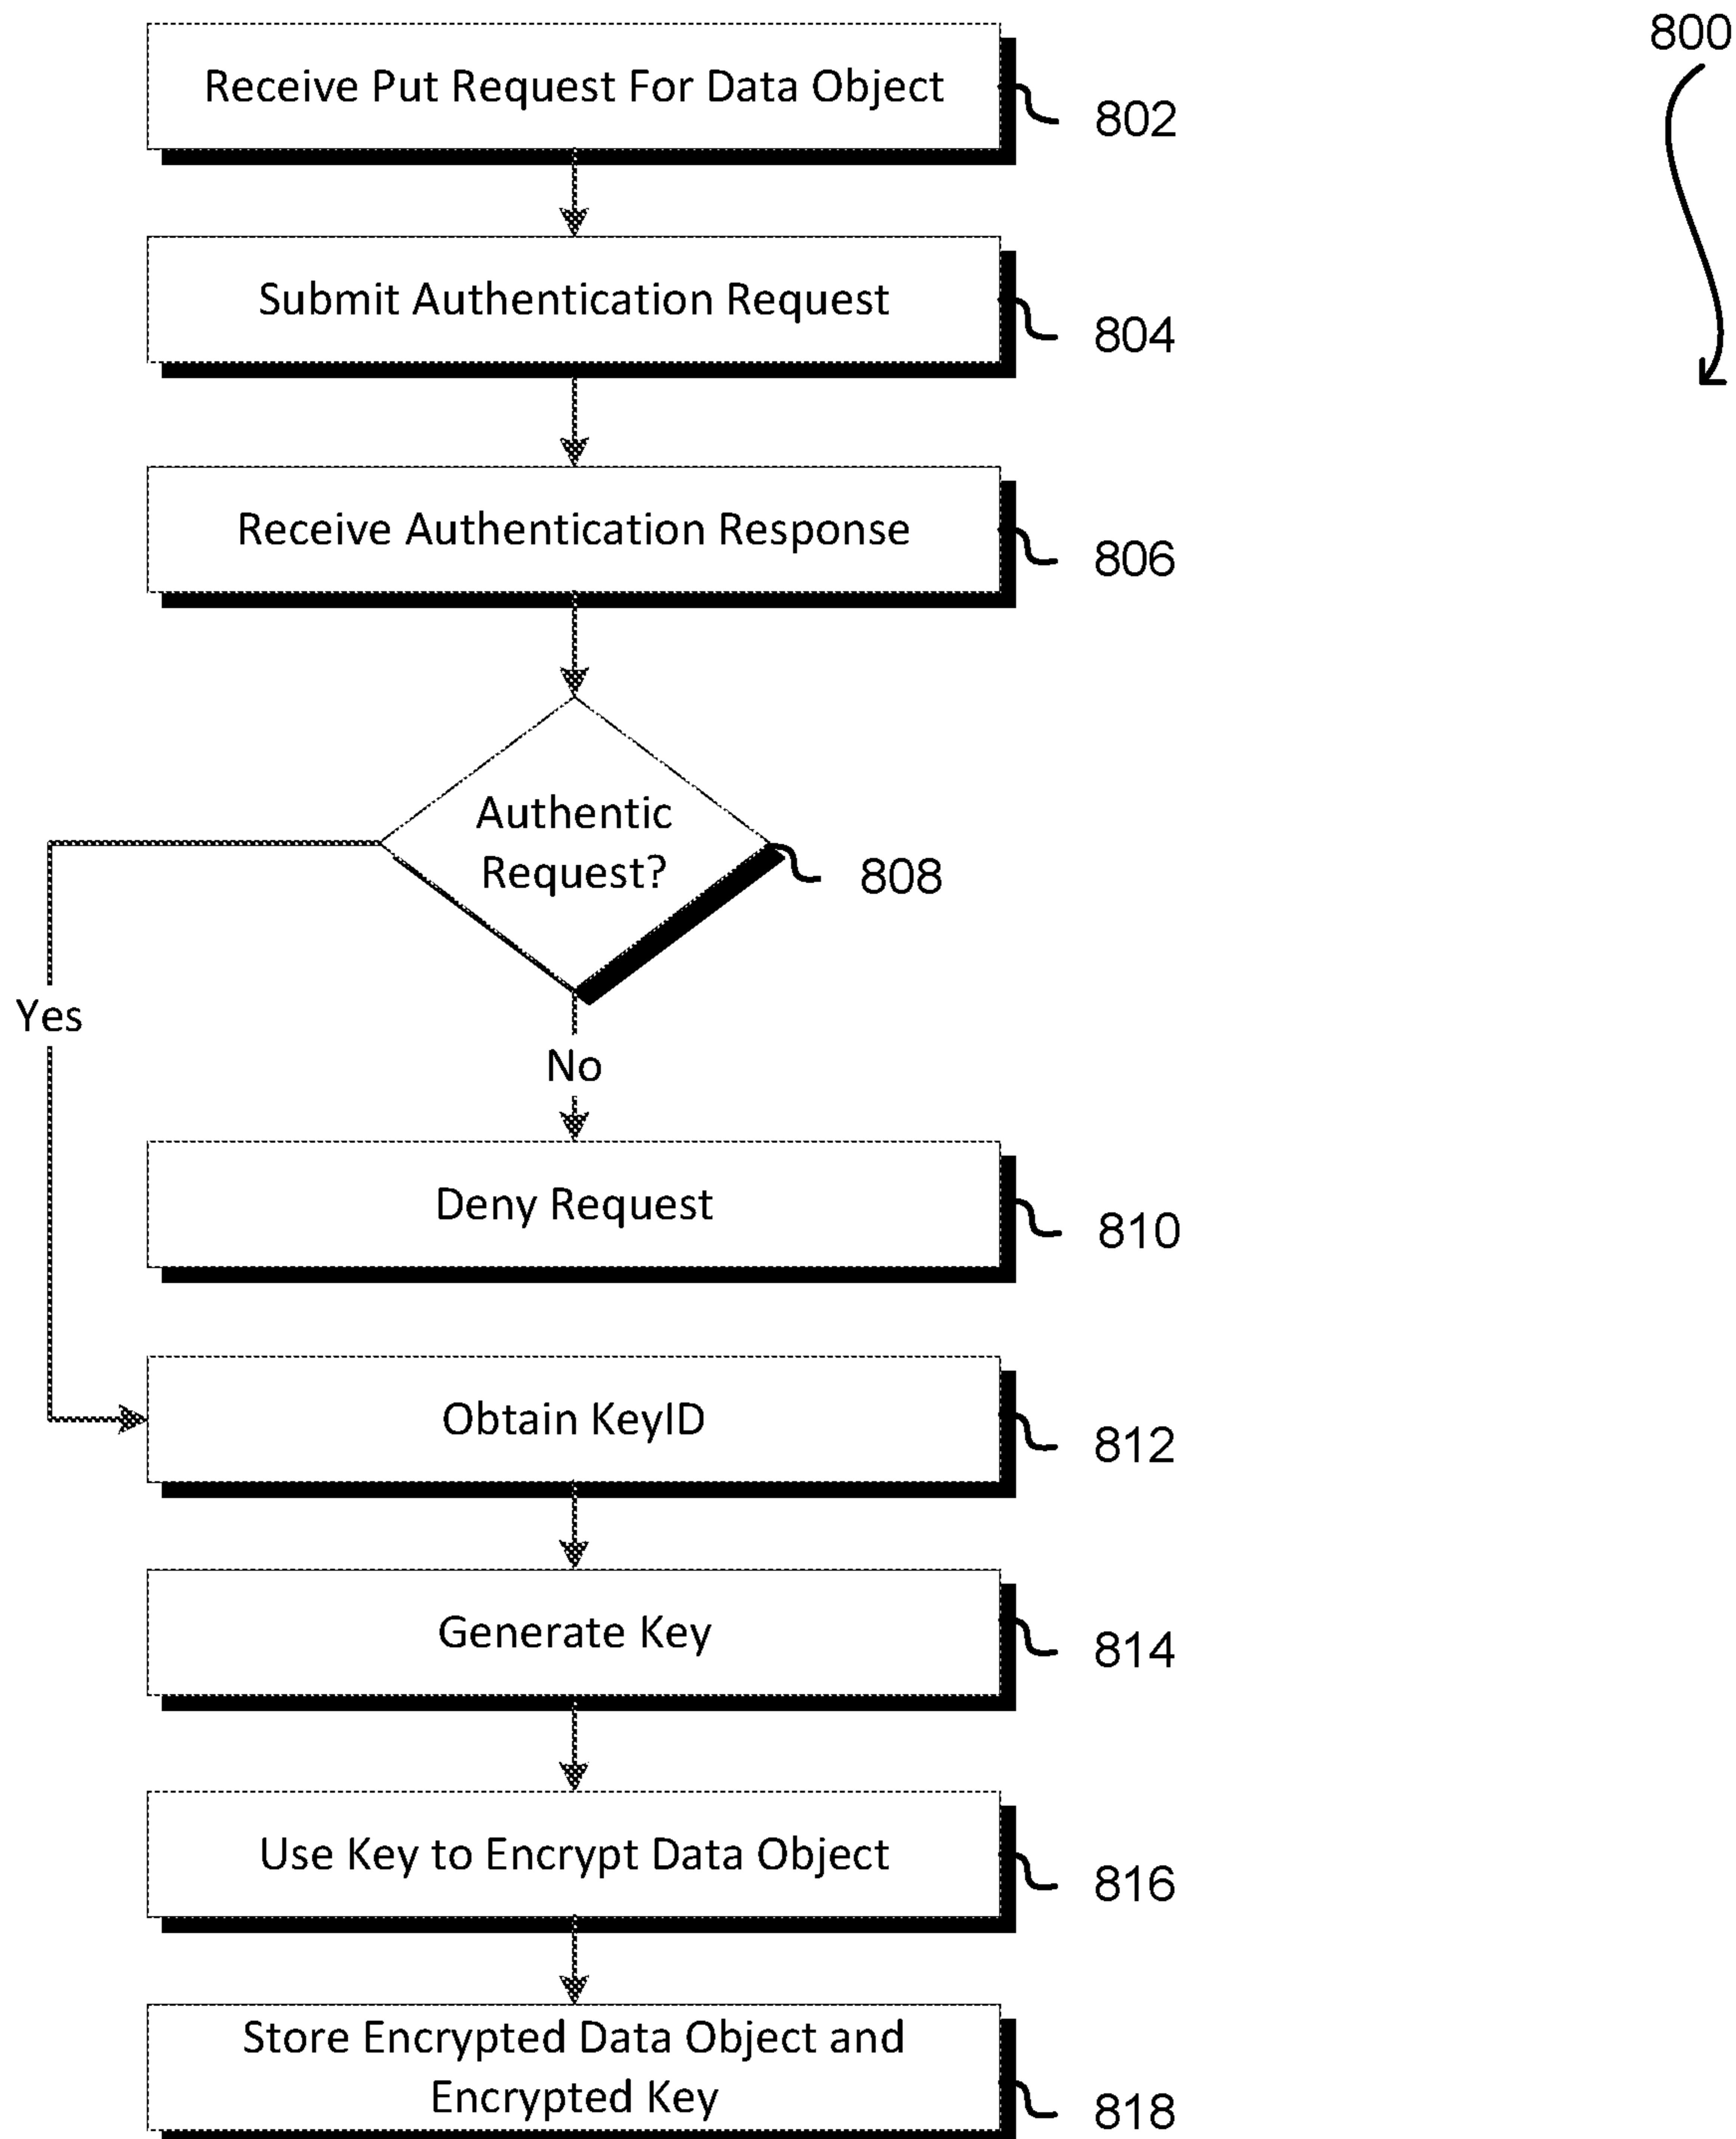 800
Receive Put Request For Data Object
802
Submit Authentication Request
804
Receive Authentication Response
806
Authentic
Request?
808
Yes
No
Deny Request
810
Obtain KeyID
812
Generate Key
814
Use Key to Encrypt Data Object
816
Store Encrypted Data Object and
Encrypted Key
818